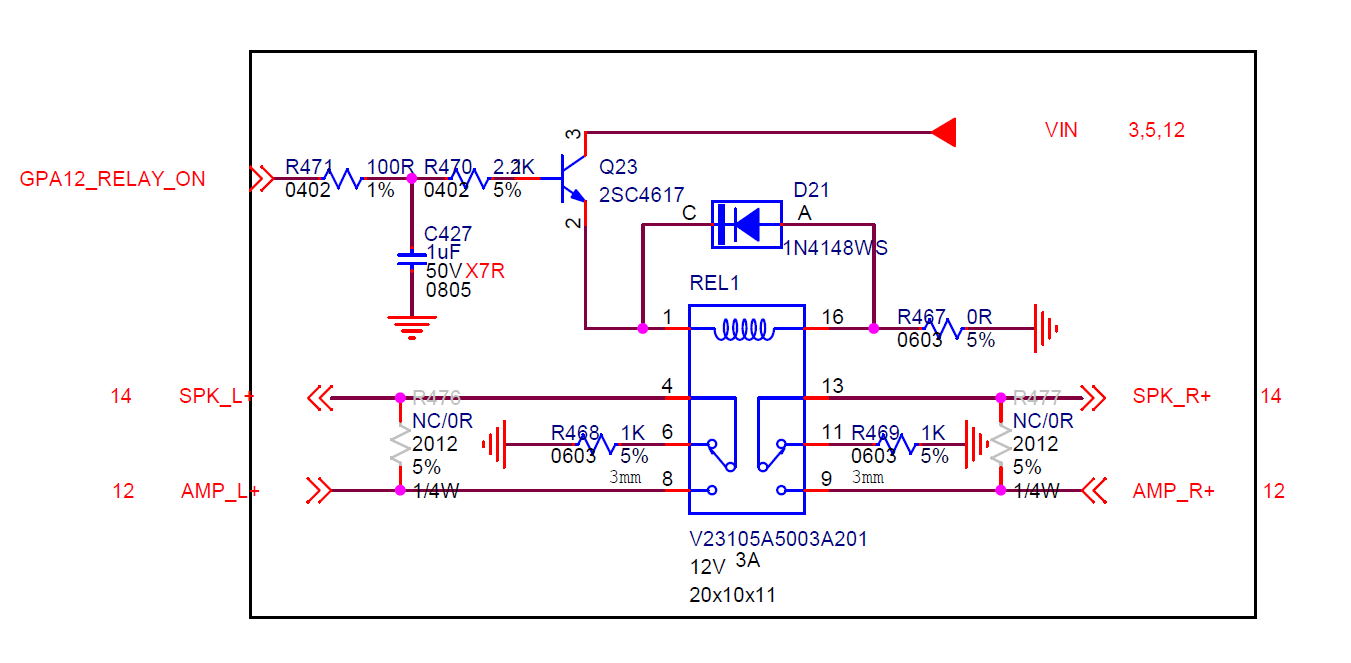 3
VIN 3,5,12
GPA12_RELAY_ON
R471 100R
0402 1%
R470 2.2K
0402 5%
Q23
2SC4617
2
D21
C A
1N4148WS
C427
1uF
50V X7R
0805
REL1
1 16
R467 0R
0603 5%
14 SPK_L+
R476
NC/0R
2012
5%
1/4W
4 13
R477
NC/0R
2012
5%
1/4W
SPK_R+ 14
R468 1K
0603 5%
3mm
6 11
R469 1K
0603 5%
3mm
12 AMP_L+
8 9
AMP_R+ 12
V23105A5003A201
12V 3A
20x10x11